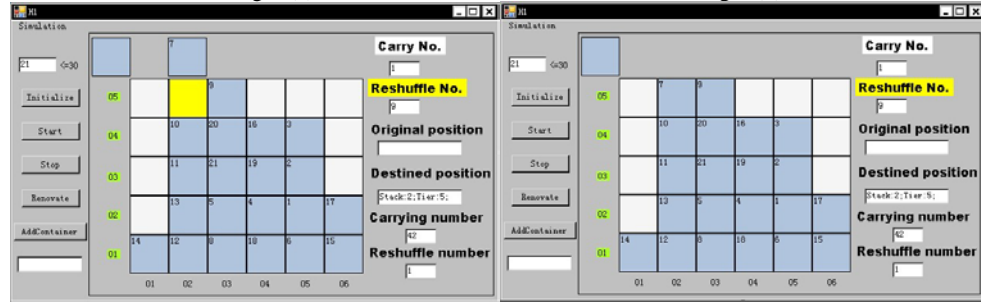 Simulation
7
Carry No.
21 <=30
1
Reshuffle No.
Initialize
05
9
9
Start
04
10 20 16 3
Original position
Stop
03
11 21 19 2
Destined position
Renovate
Stack:2;Tier:5;
02
13 5 4 1 17
Carrying number
AddContainer
42
01
14 12 8 18 6 15
Reshuffle number
1
01 02 03 04 05 06
Simulation
Carry No.
21 <=30
1
Reshuffle No.
Initialize
05
7 9
9
Start
04
10 20 16 3
Original position
Stop
03
11 21 19 2
Destined position
Renovate
Stack:2;Tier:5;
02
13 5 4 1 17
Carrying number
AddContainer
42
01
14 12 8 18 6 15
Reshuffle number
1
01 02 03 04 05 06